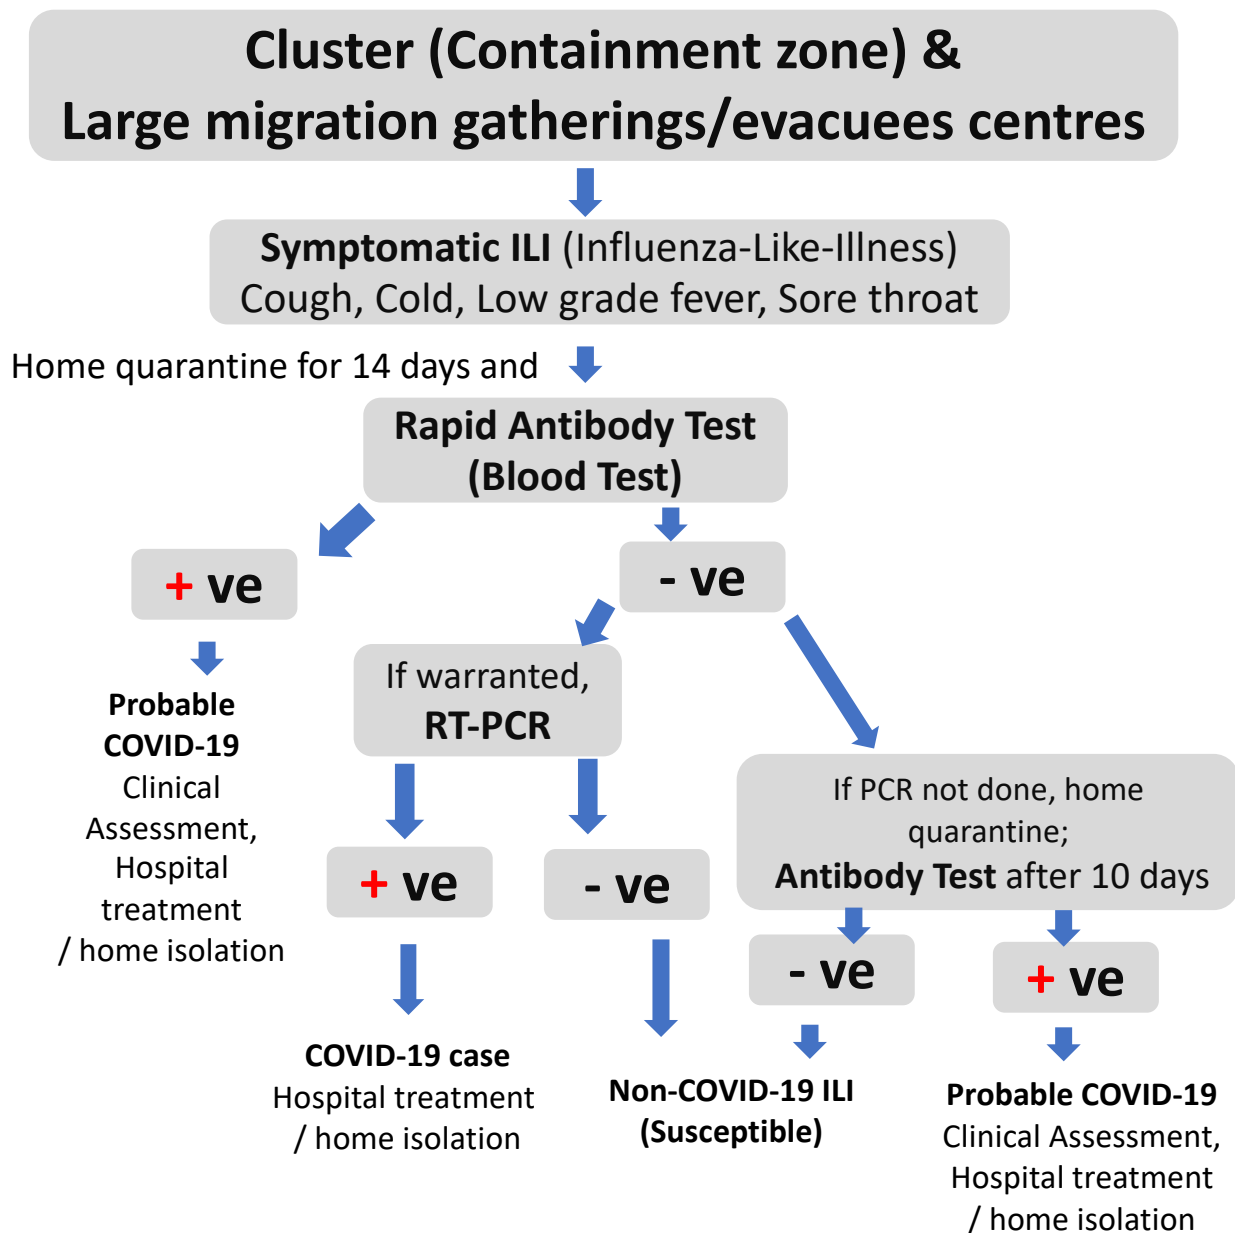 Cluster (Containment zone) &
Large migration gatherings/evacuees centres
Symptomatic ILI (Influenza-Like-Illness)
Cough, Cold, Low grade fever, Sore throat
Home quarantine for 14 days and
Rapid Antibody Test
(Blood Test)
+ ve
- ve
Probable
COVID-19
Clinical
Assessment,
Hospital
treatment
/ home isolation
If warranted,
RT-PCR
If PCR not done, home
quarantine;
Antibody Test after 10 days
+ ve
- ve
- ve
+ ve
COVID-19 case
Hospital treatment
/ home isolation
Non-COVID-19 ILI
(Susceptible)
Probable COVID-19
Clinical Assessment,
Hospital treatment
/ home isolation